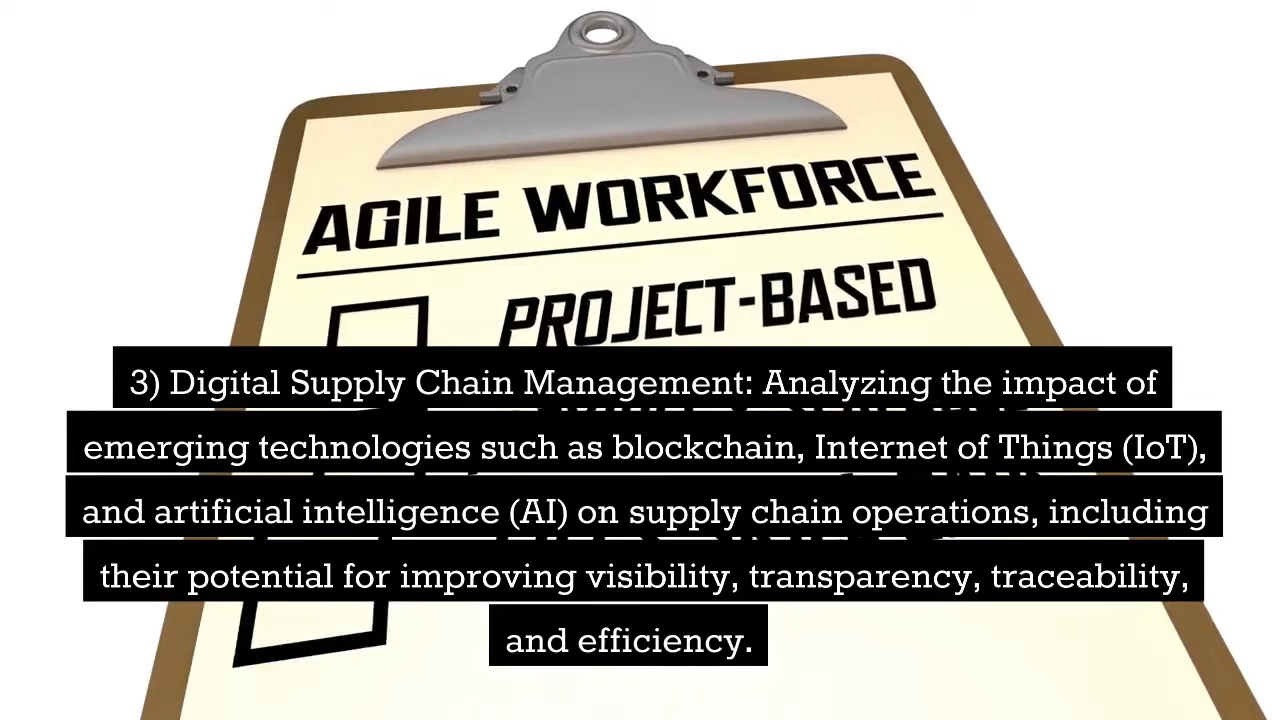 AGILE WORKFORCE
PROJECT-BASED
3) Digital Supply Chain Management: Analyzing the impact of
emerging technologies such as blockchain, Internet of Things (IoT),
and artificial intelligence (AI) on supply chain operations, including
their potential for improving visibility, transparency, traceability,
and efficiency.